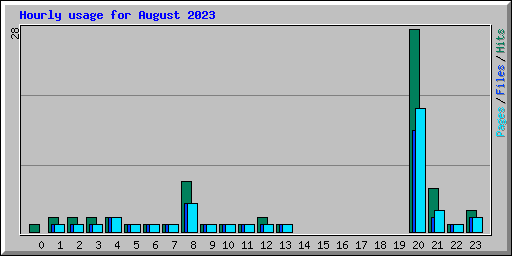 Hourly usage for August 2023
28
Pages/Files/Hits
0 1 2 3 4 5 6 7 8 9 10 11 12 13 14 15 16 17 18 19 20 21 22 23